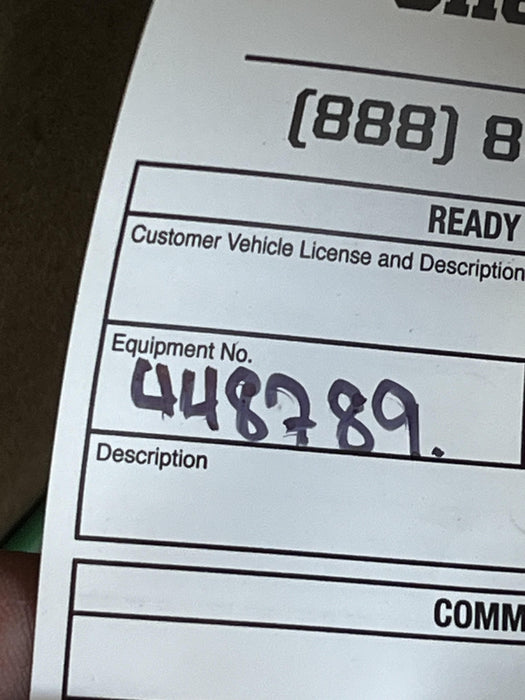 (888) 8
READY
Customer Vehicle License and Description
Equipment No.
448789.
Description
COMM